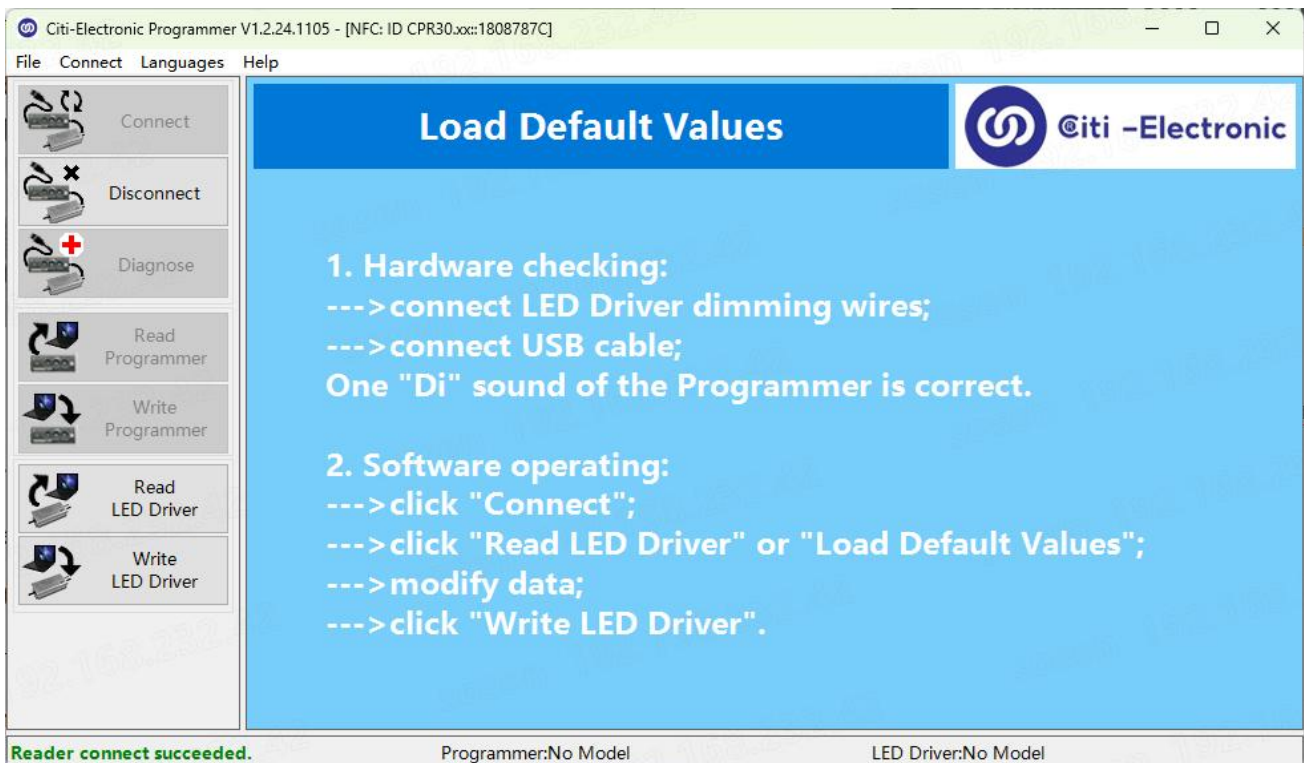 Citi-Electronic Programmer V1.2.24.1105 - [NFC: ID CPR30.xx::1808787C]
File Connect Languages Help
Connect
Disconnect
Diagnose
Read
Programmer
Write
Programmer
Read
LED Driver
Write
LED Driver
Load Default Values
®iti -Electronic
1. Hardware checking:
--->connect LED Driver dimming wires;
--->connect USB cable;
One "Di" sound of the Programmer is correct.
2. Software operating:
--->click "Connect";
--->click "Read LED Driver" or "Load Default Values";
--->modify data;
--->click "Write LED Driver".
Reader connect succeeded.
Programmer:No Model
LED Driver:No Model